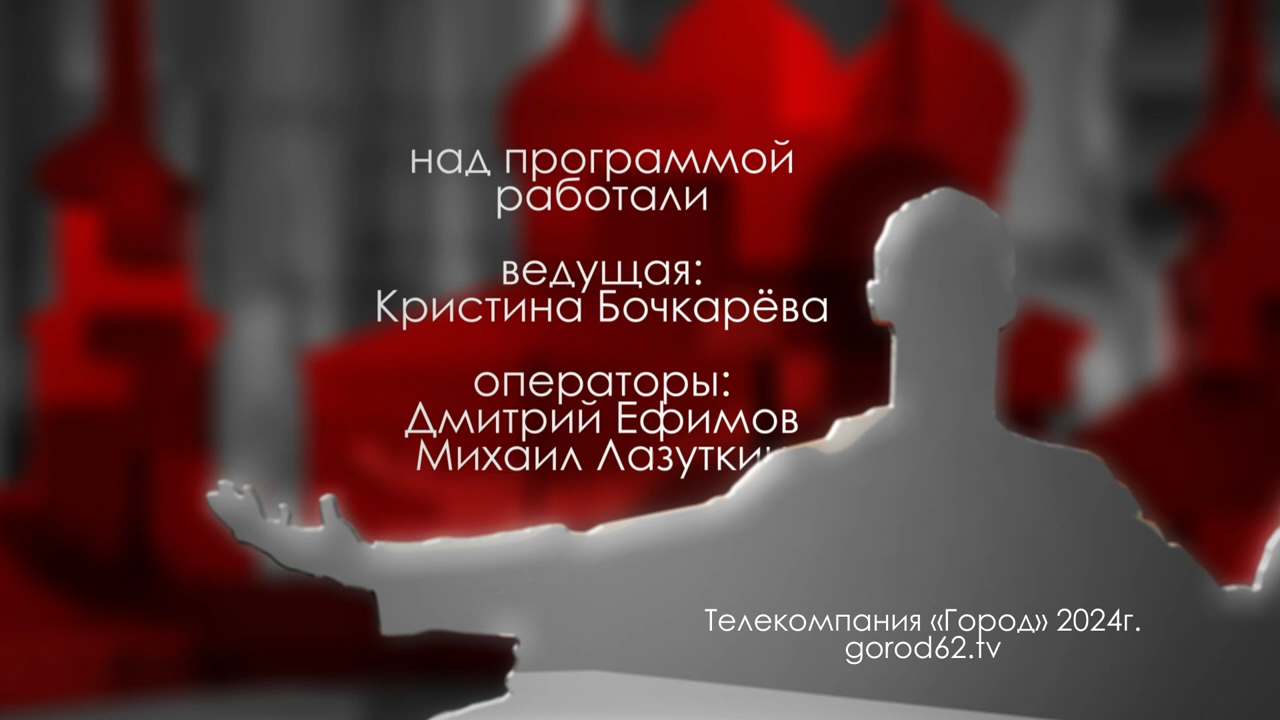 над программой
работали
ведущая:
Кристина Бочкарёва
операторы:
Дмитрий Ефимов
Михаил
Телекомпания «Город» 2024г.
gorod62.tv